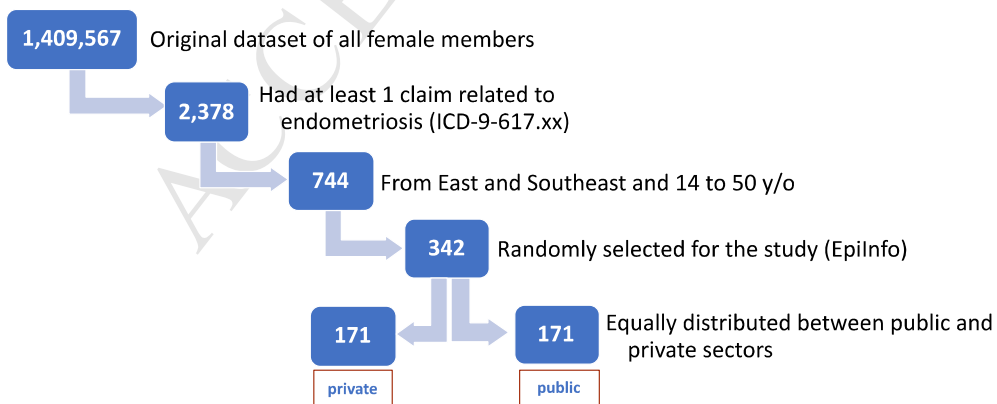 1,409,567 Original dataset of all female members
2,378 Had at least 1 claim related to
endometriosis (ICD-9-617.xx)
744 From East and Southeast and 14 to 50 y/o
342 Randomly selected for the study (EpiInfo)
171 171 Equally distributed between public and
private sectors
private public
ACCE